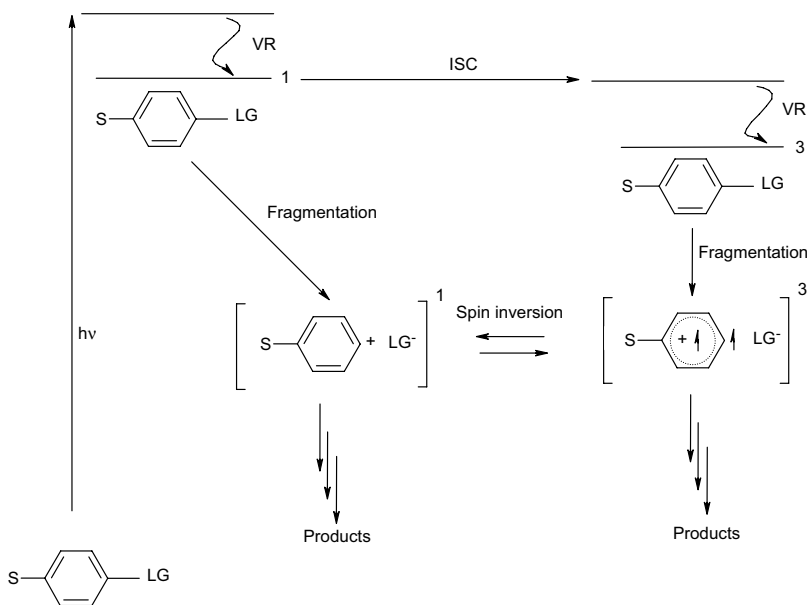 VR
1
ISC
S
LG
VR
3
S
LG
Fragmentation
Fragmentation
1
3
hν
S
+ LG-
Spin inversion
S
+
LG-
Products
Products
S
LG